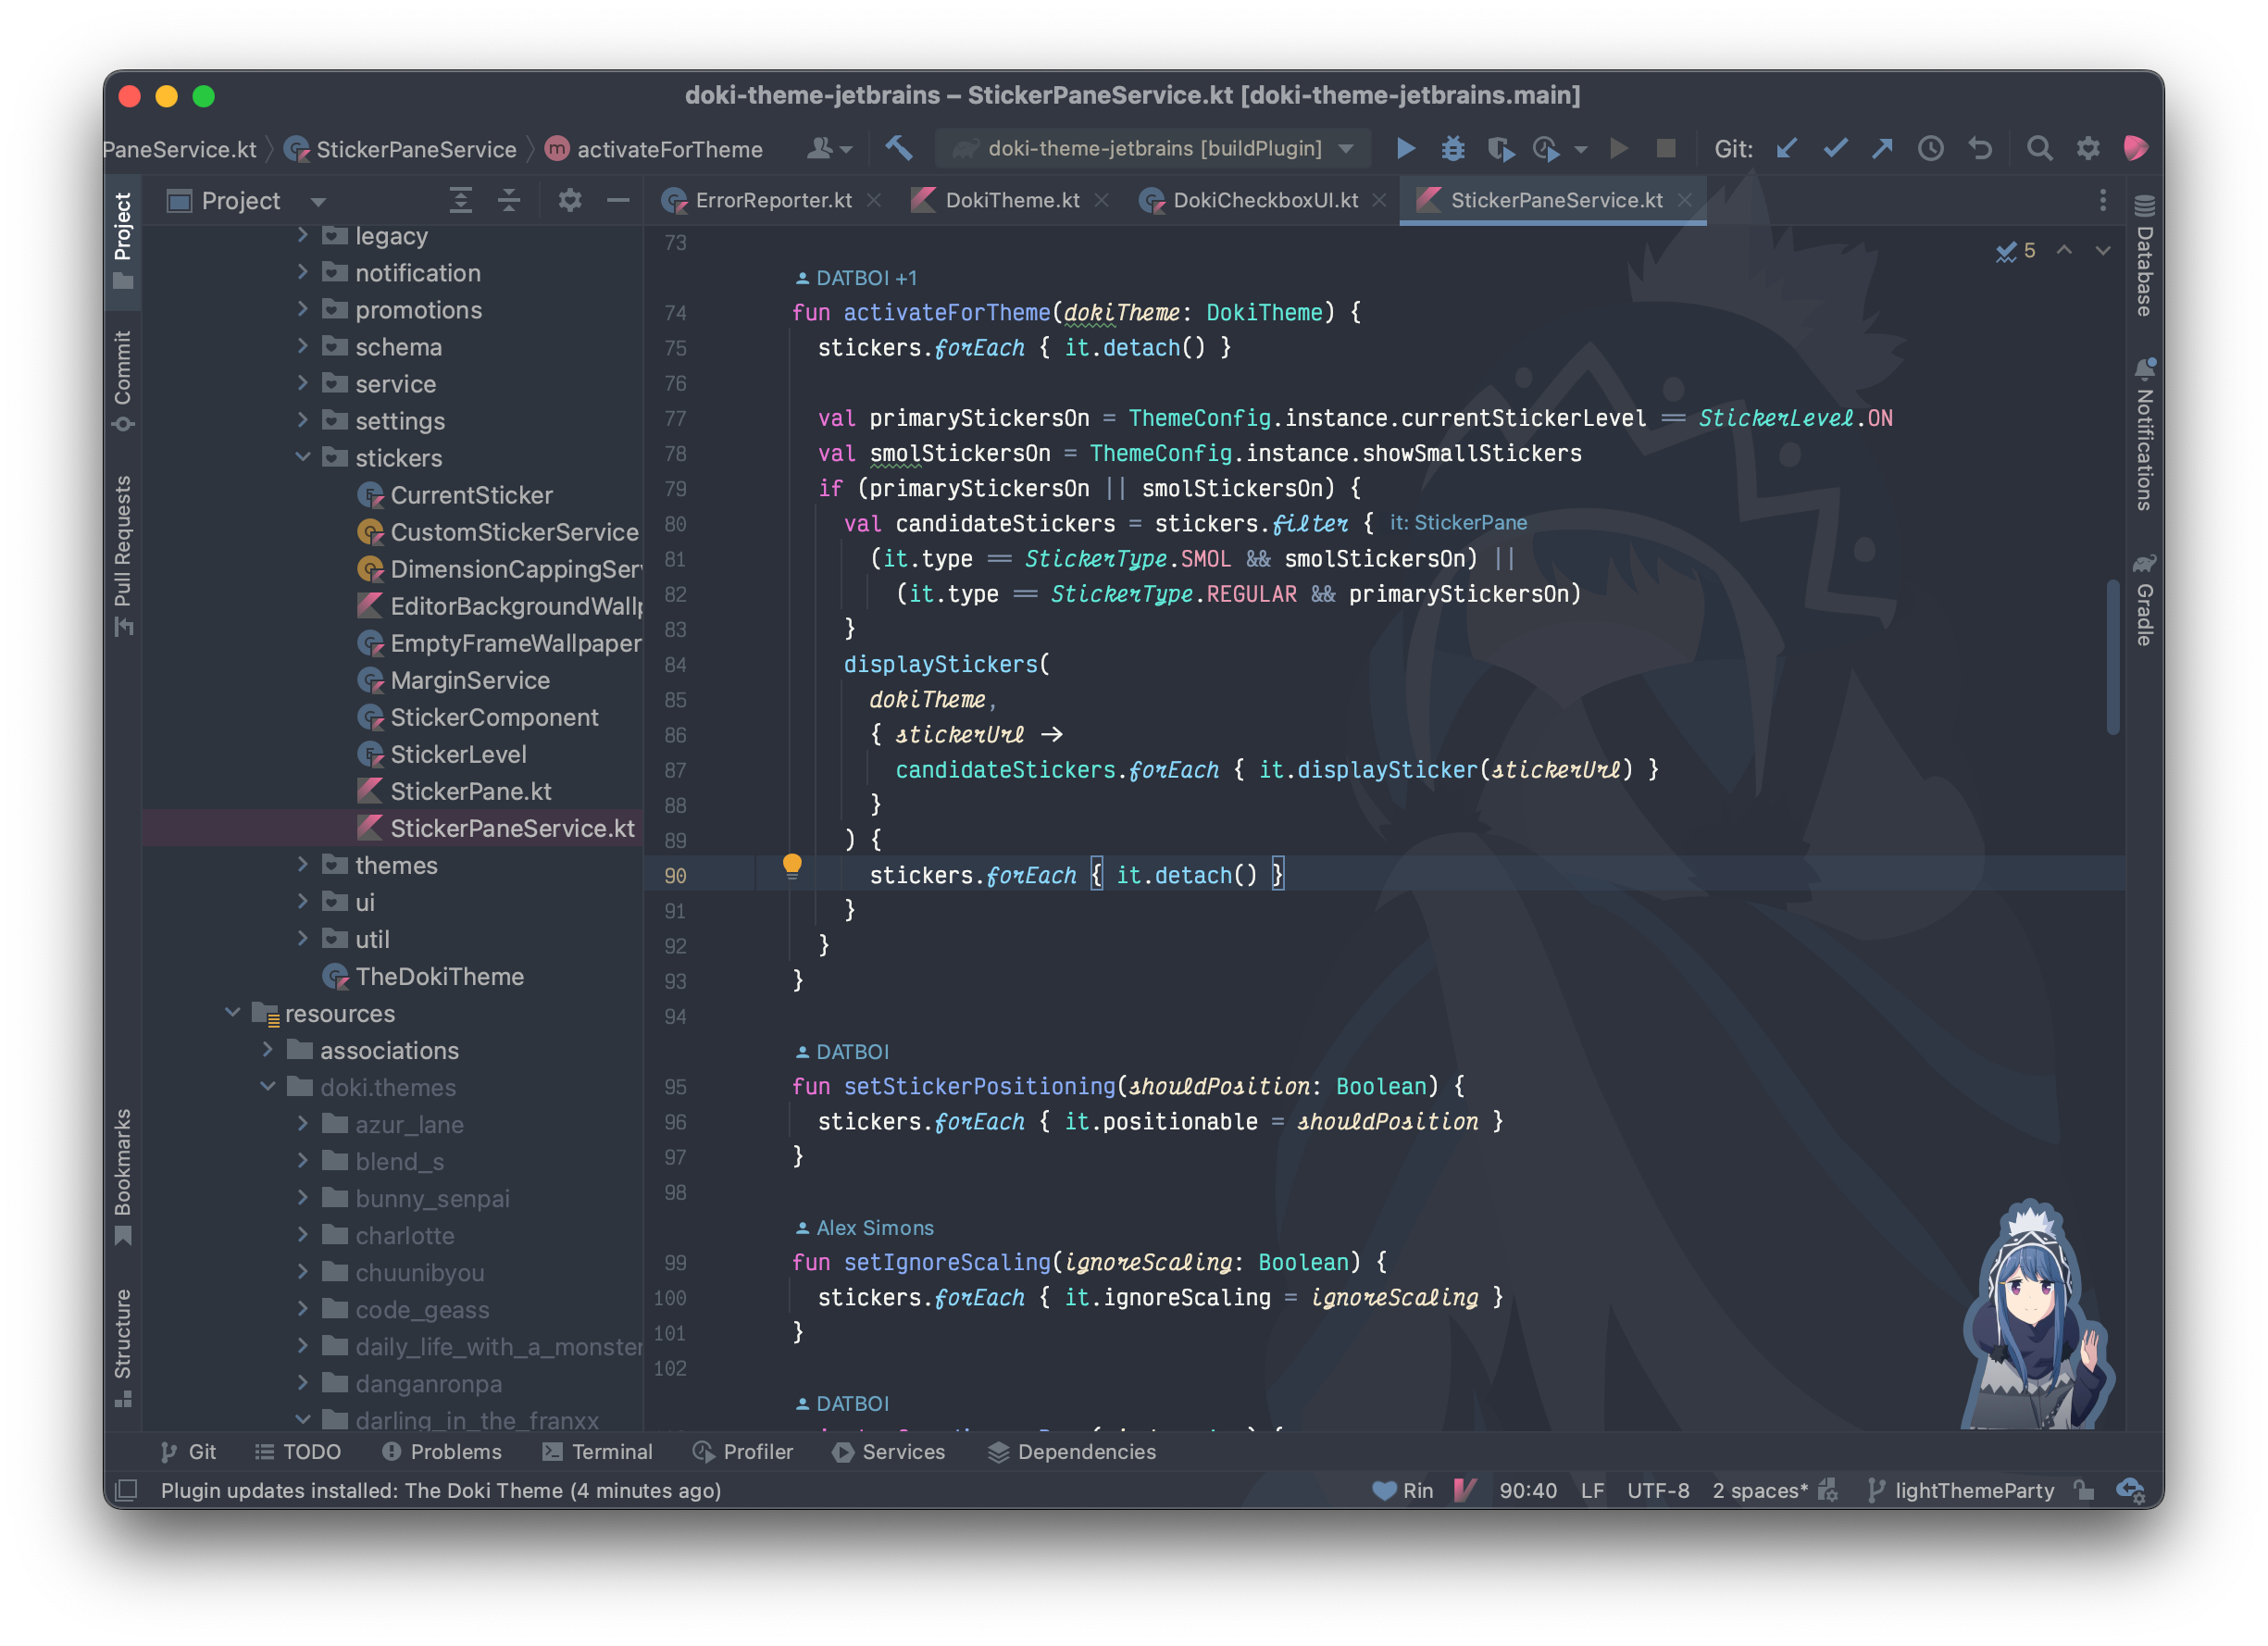 doki-theme-jetbrains – StickerPaneService.kt [doki-theme-jetbrains.main]
PaneService.kt
StickerPaneService
m
activateForTheme
doki-theme-jetbrains [buildPlugin]
Git:
Project
Commit
Pull Requests
Bookmarks
Structure
Project
legacy
notification
promotions
schema
service
settings
stickers
CurrentSticker
CustomStickerService
DimensionCappingSer
EditorBackgroundWall
EmptyFrameWallpaper
MarginService
StickerComponent
StickerLevel
StickerPane.kt
StickerPaneService.kt
themes
ui
util
TheDokiTheme
resources
associations
doki.themes
azur_lane
blend_s
bunny_senpai
charlotte
chuunibyou
code_geass
daily_life_with_a_monster
danganronpa
darling_in_the_franxx
ErrorReporter.kt
DokiTheme.kt
DokiCheckboxUI.kt
StickerPaneService.kt
5
73
DATBOI +1
74 fun activateForTheme(dokiTheme: DokiTheme) {
75 stickers.forEach { it.detach() }
76
77 val primaryStickersOn = ThemeConfig.instance.currentStickerLevel == StickerLevel.ON
78 val smolStickersOn = ThemeConfig.instance.showSmallStickers
79 if (primaryStickersOn || smolStickersOn) {
80 val candidateStickers = stickers.filter { it: StickerPane
81 (it.type == StickerType.SMOL && smolStickersOn) ||
82 (it.type == StickerType.REGULAR && primaryStickersOn)
83 }
84 displayStickers(
85 dokiTheme,
86 { stickerUrl ->
87 candidateStickers.forEach { it.displaySticker(stickerUrl) }
88 }
89 ) {
90 stickers.forEach { it.detach() }
91 }
92 }
93 }
94
DATBOI
95 fun setStickerPositioning(shouldPosition: Boolean) {
96 stickers.forEach { it.positionable = shouldPosition }
97 }
98
Alex Simons
99 fun setIgnoreScaling(ignoreScaling: Boolean) {
100 stickers.forEach { it.ignoreScaling = ignoreScaling }
101 }
102
DATBOI
Database
Notifications
Gradle
Git
TODO
Problems
Terminal
Profiler
Services
Dependencies
Plugin updates installed: The Doki Theme (4 minutes ago)
Rin
90:40
LF
UTF-8
2 spaces*
lightThemeParty